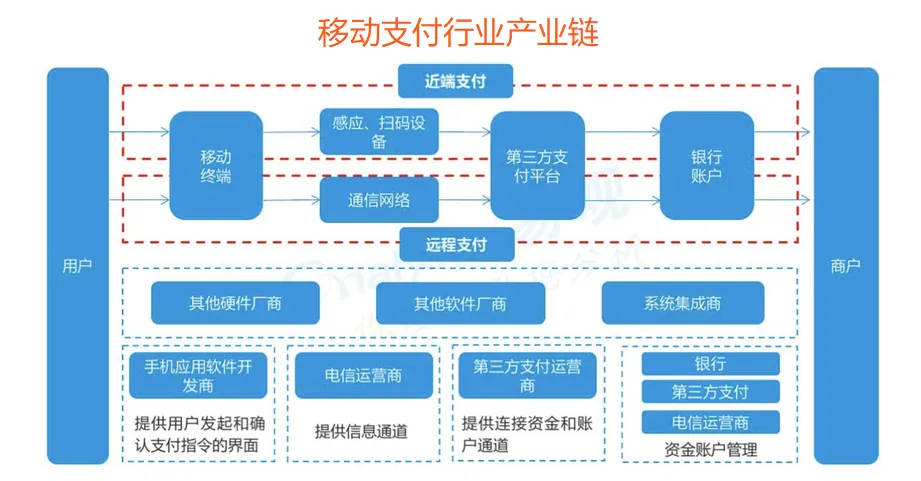 移动支付行业产业链
近端支付
感应、扫码设
备
移动
终端
第三方支
付平台
银行
账户
通信网络
远程支付
用户
商户
其他硬件厂商
其他软件厂商
系统集成商
手机应用软件开
发商
提供用户发起和确
认支付指令的界面
电信运营商
提供信息通道
第三方支付运营
商
提供连接资金和账
户通道
银行
第三方支付
电信运营商
资金账户管理